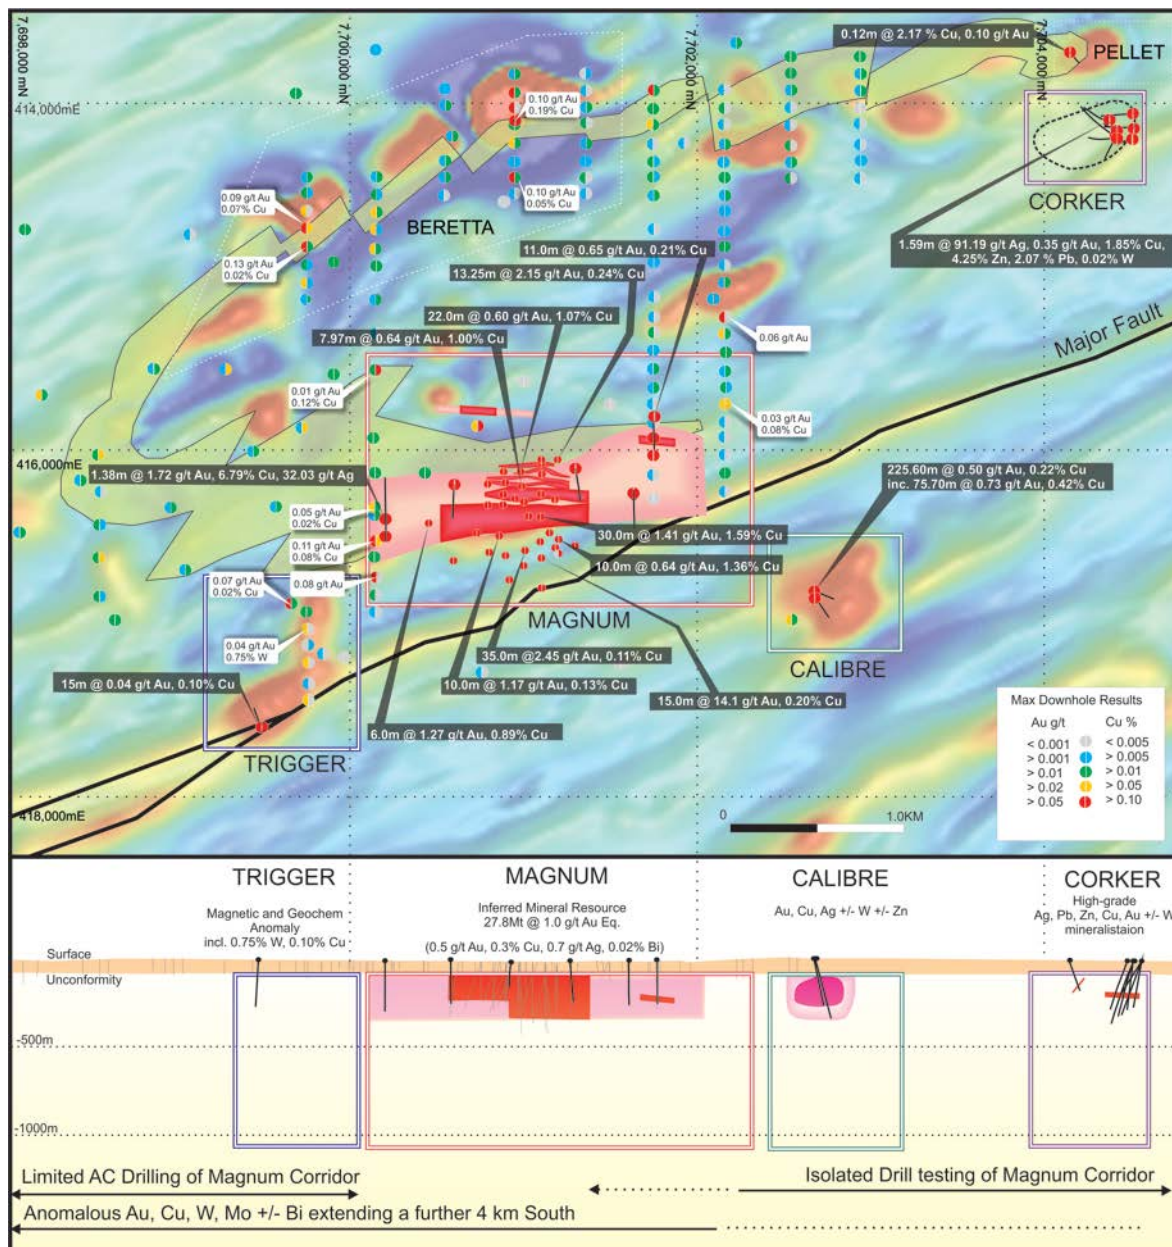 7,698,000 mN
7,700,000 mN
7,702,000 mN
7,704,000 mN
0.12m @ 2.17 % Cu, 0.10 g/t Au
PELLET
414,000mE
0.10 g/t Au
0.19% Cu
CORKER
0.09 g/t Au
0.07% Cu
0.10 g/t Au
0.05% Cu
BERETTA
1.59m @ 91.19 g/t Ag, 0.35 g/t Au, 1.85% Cu,
4.25% Zn, 2.07 % Pb, 0.02% W
0.13 g/t Au
0.02% Cu
11.0m @ 0.65 g/t Au, 0.21% Cu
13.25m @ 2.15 g/t Au, 0.24% Cu
22.0m @ 0.60 g/t Au, 1.07% Cu
7.97m @ 0.64 g/t Au, 1.00% Cu
0.06 g/t Au
Major Fault
0.01 g/t Au
0.12% Cu
0.03 g/t Au
0.08% Cu
416,000mE
1.38m @ 1.72 g/t Au, 6.79% Cu, 32.03 g/t Ag
225.60m @ 0.50 g/t Au, 0.22% Cu
inc. 75.70m @ 0.73 g/t Au, 0.42% Cu
0.05 g/t Au
0.02% Cu
30.0m @ 1.41 g/t Au, 1.59% Cu
0.11 g/t Au
0.08% Cu
10.0m @ 0.64 g/t Au, 1.36% Cu
0.07 g/t Au
0.02% Cu
0.08 g/t Au
MAGNUM
0.04 g/t Au
0.75% W
35.0m @2.45 g/t Au, 0.11% Cu
CALIBRE
15m @ 0.04 g/t Au, 0.10% Cu
10.0m @ 1.17 g/t Au, 0.13% Cu
15.0m @ 14.1 g/t Au, 0.20% Cu
6.0m @ 1.27 g/t Au, 0.89% Cu
TRIGGER
Max Downhole Results
Au g/t Cu %
< 0.001 < 0.005
> 0.001 > 0.005
> 0.01 > 0.01
> 0.02 > 0.05
> 0.05 > 0.10
418,000mE
0 1.0KM
TRIGGER
Magnetic and Geochem
Anomaly
incl. 0.75% W, 0.10% Cu
MAGNUM
Inferred Mineral Resource
27.8Mt @ 1.0 g/t Au Eq.
(0.5 g/t Au, 0.3% Cu, 0.7 g/t Ag, 0.02% Bi)
CALIBRE
Au, Cu, Ag +/- W +/- Zn
CORKER
High-grade
Ag, Pb, Zn, Cu, Au +/- W
mineralistaion
Surface
Unconformity
-500m
-1000m
Limited AC Drilling of Magnum Corridor
Isolated Drill testing of Magnum Corridor
Anomalous Au, Cu, W, Mo +/- Bi extending a further 4 km South